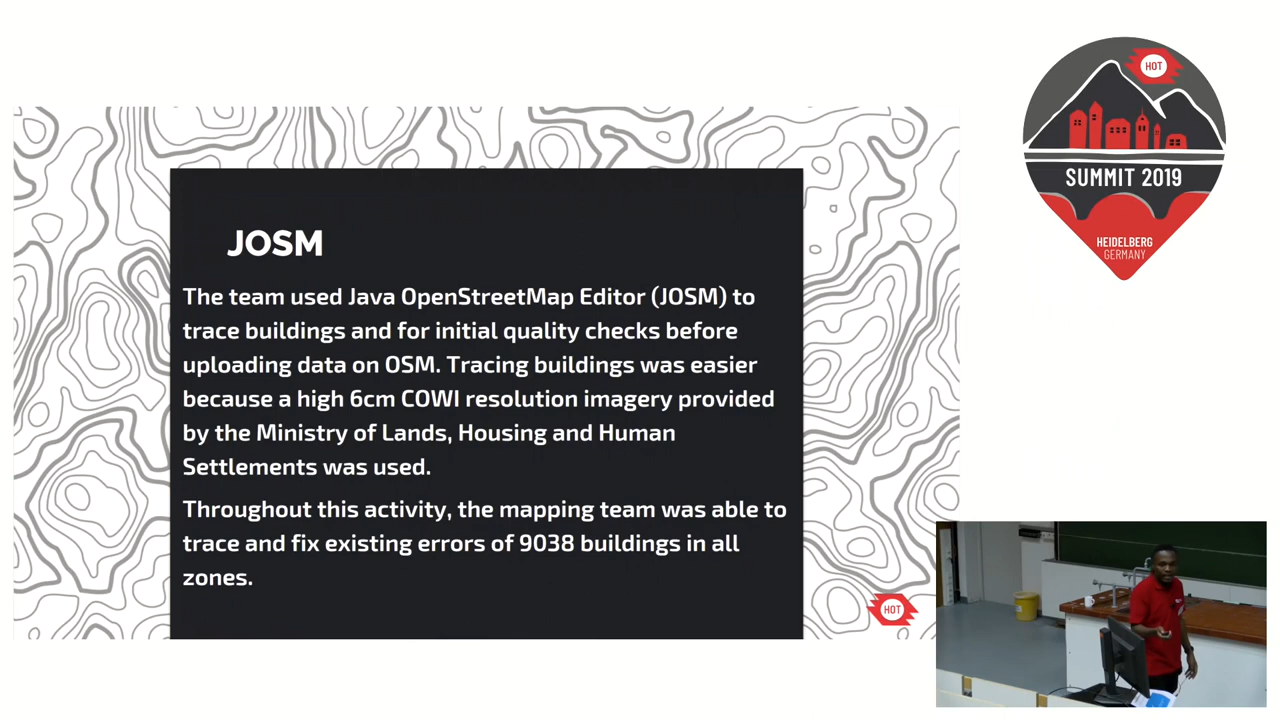 JOSM
The team used Java OpenStreetMap Editor (JOSM) to
trace buildings and for initial quality checks before
uploading data on OSM. Tracing buildings was easier
because a high 6cm COWI resolution imagery provided
by the Ministry of Lands, Housing and Human
Settlements was used.
Throughout this activity, the mapping team was able to
trace and fix existing errors of 9038 buildings in all
zones.
HOT
HOT
SUMMIT 2019
HEIDELBERG
GERMANY